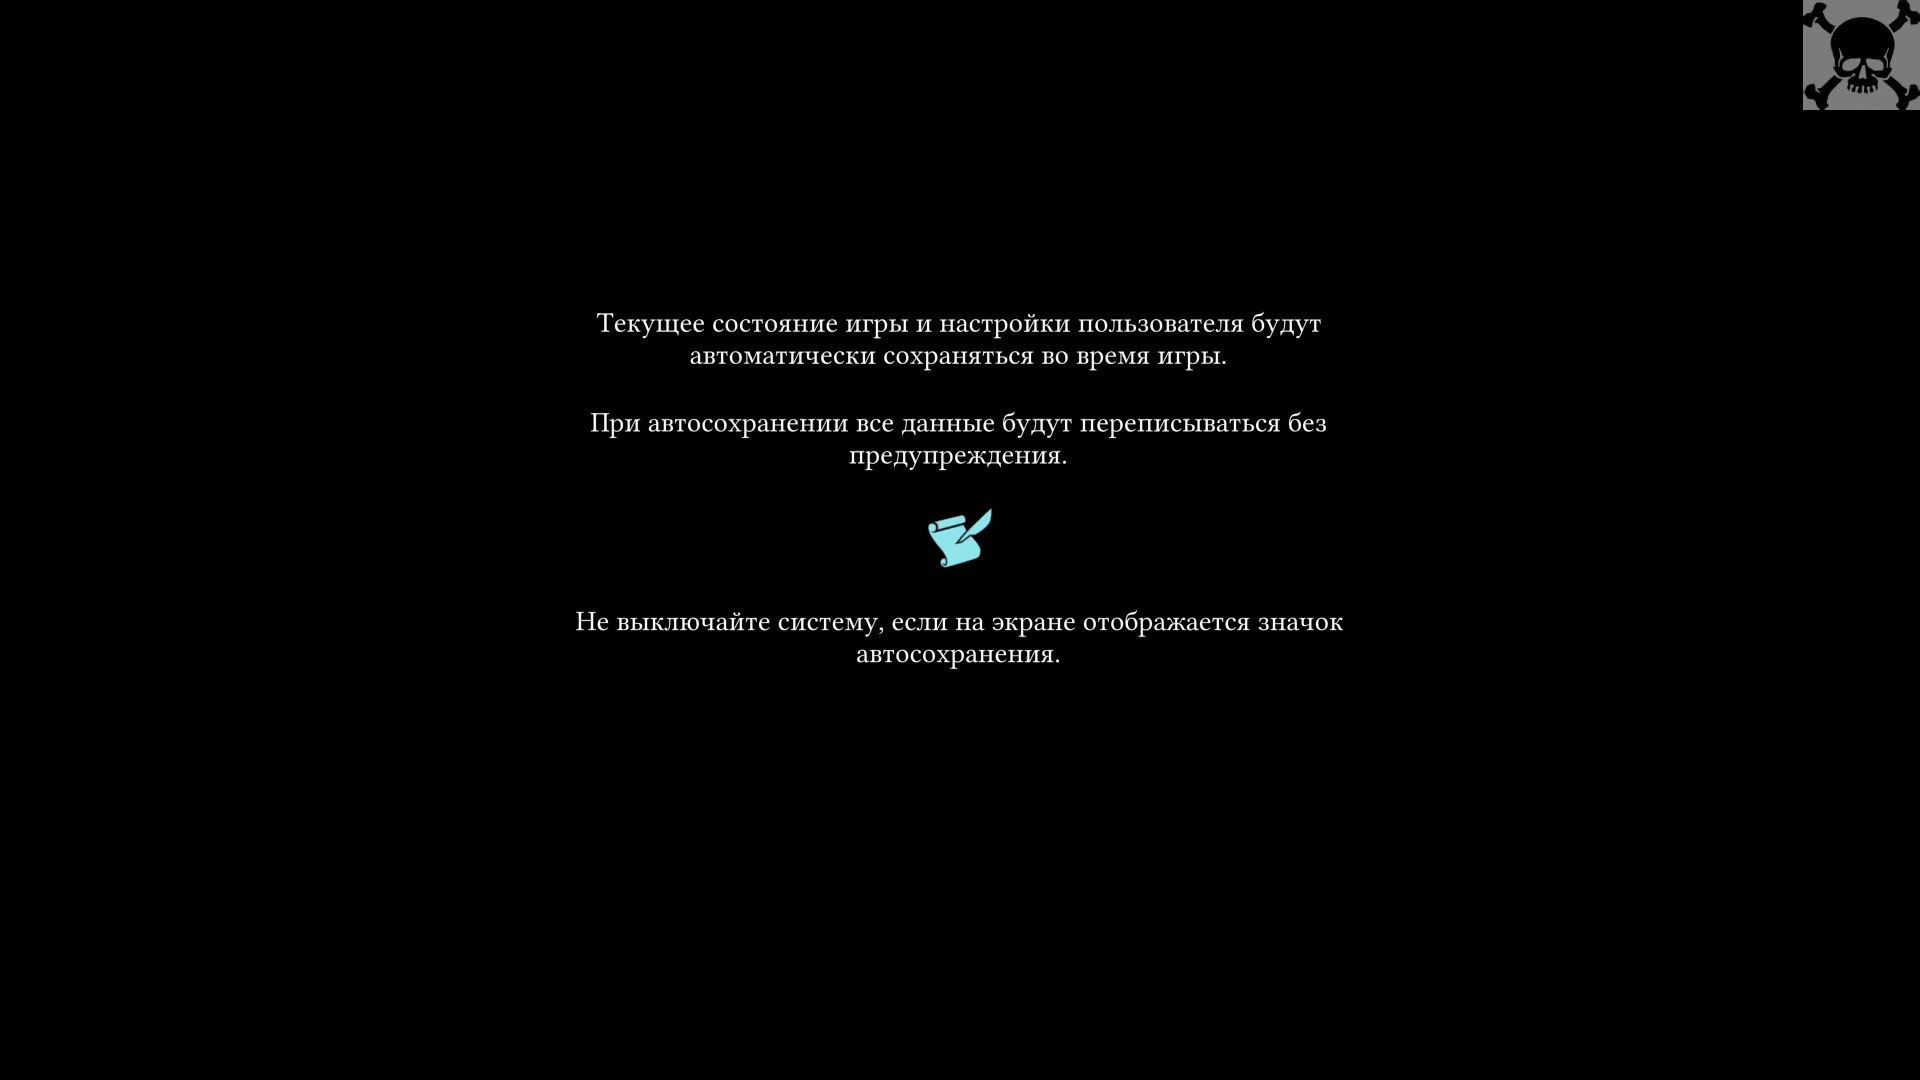 Текущее состояние игры и настройки пользователя будут
автоматически сохраняться во время игры.
При автосохранении все данные будут переписываться без
предупреждения.
Не выключайте систему, если на экране отображается значок
автосохранения.